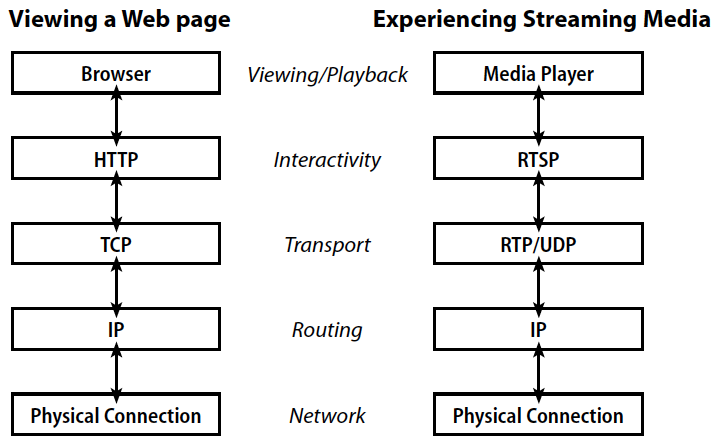 Viewing a Web page
Experiencing Streaming Media
Browser
Viewing/Playback
Media Player
HTTP
Interactivity
RTSP
TCP
Transport
RTP/UDP
IP
Routing
IP
Physical Connection
Network
Physical Connection